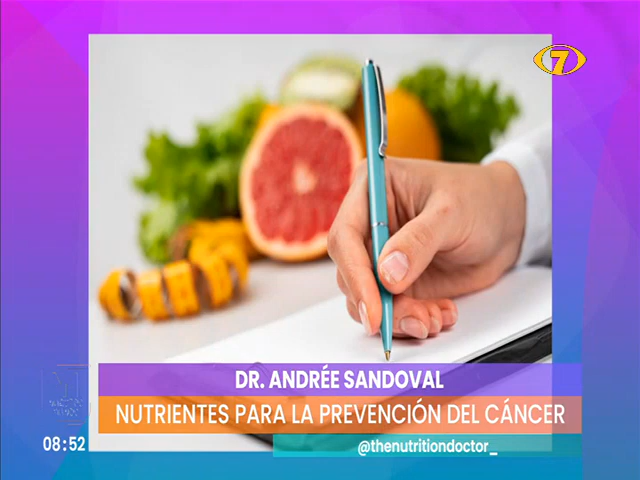 7
DR. ANDRÉE SANDOVAL
NUTRIENTES PARA LA PREVENCIÓN DEL CÁNCER
08:52
@thenutritiondoctor_